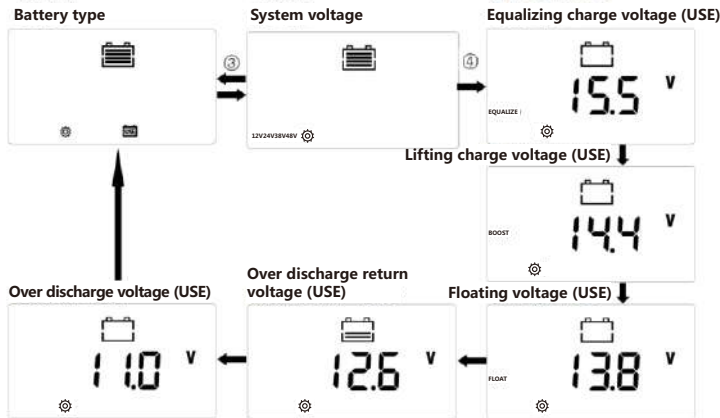 Battery type
System voltage
Equalizing charge voltage (USE)
③
④
15.5 V
EQUALIZE
12V24V38V48V
Lifting charge voltage (USE)
14.4 V
BOOST
Over discharge return
voltage (USE)
Over discharge voltage (USE)
Floating voltage (USE)
11.0 V
12.6 V
13.8 V
FLOAT